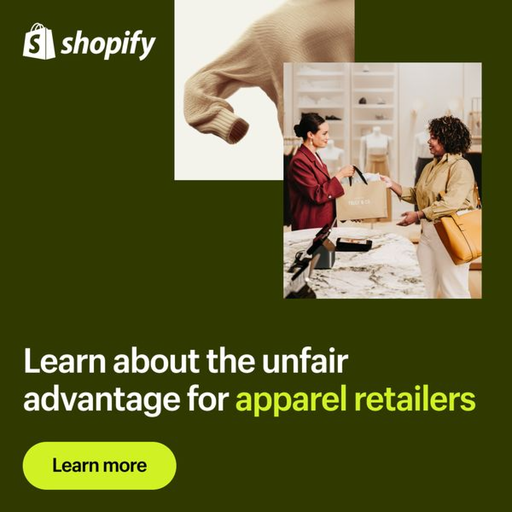 shopify
Learn about the unfair
advantage for apparel retailers
Learn more